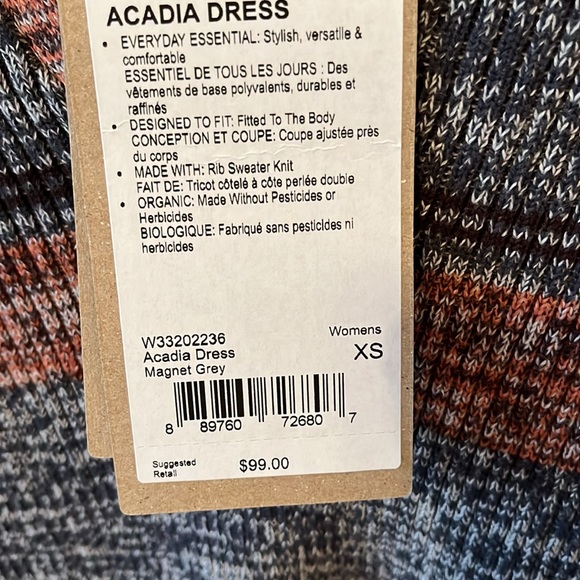 ACADIA DRESS
• EVERYDAY ESSENTIAL: Stylish, versatile &
comfortable
ESSENTIEL DE TOUS LES JOURS : Des
vêtements de base polyvalents, durables et
raffinés
• DESIGNED TO FIT: Fitted To The Body
CONCEPTION ET COUPE: Coupe ajustée près
du corps
• MADE WITH: Rib Sweater Knit
FAIT DE: Tricot côtelé à côte perlée double
• ORGANIC: Made Without Pesticides or
Herbicides
BIOLOGIQUE: Fabriqué sans pesticides ni
herbicides
W33202236
Womens
Acadia Dress
XS
Magnet Grey
8 89760 72680 7
Suggested
Retail
$99.00